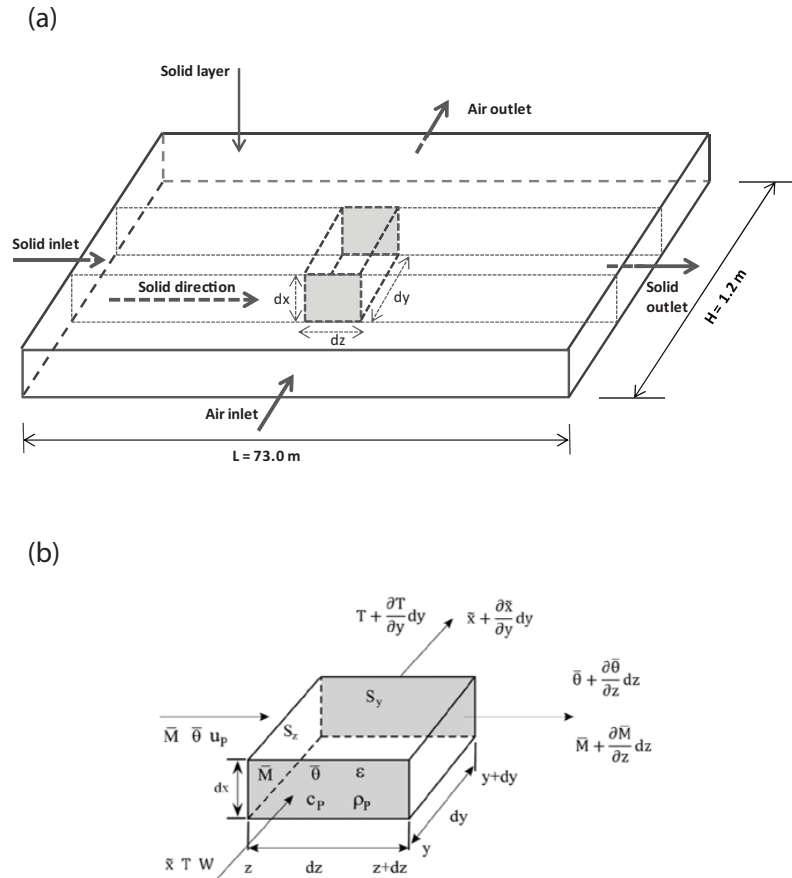 (a)
Solid layer
Air outlet
Solid inlet
Solid direction
dx
dy
dz
Solid
outlet
H = 1.2 m
Air inlet
L = 73.0 m
(b)
T + ∂T/∂y dy
x̃ + ∂x̃/∂y dy
θ̄ + ∂θ̄/∂z dz
M̄ θ̄ u_P
S_y
S_z
M̄ + ∂M̄/∂z dz
M̄ θ̄ ε
dx
c_P ρ_P
y+dy
dy
y
x̃ T W
z dz z+dz